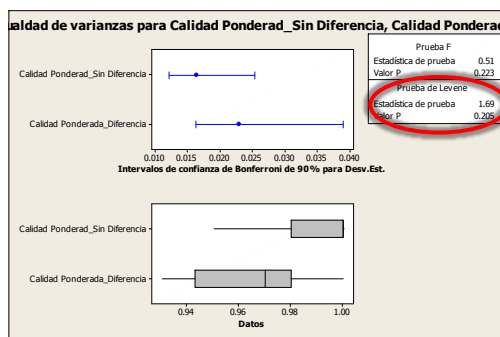 ualdad de varianzas para Calidad Ponderad_Sin Diferencia, Calidad Ponderad
Prueba F
Estadística de prueba 0.51
Valor P 0.223
Prueba de Levene
Estadística de prueba 1.69
Valor P 0.205
Calidad Ponderad_Sin Diferencia
Calidad Ponderada_Diferencia
0.010 0.015 0.020 0.025 0.030 0.035 0.040
Intervalos de confianza de Bonferroni de 90% para Desv.Est.
Calidad Ponderad_Sin Diferencia
Calidad Ponderada_Diferencia
0.94 0.96 0.98 1.00
Datos